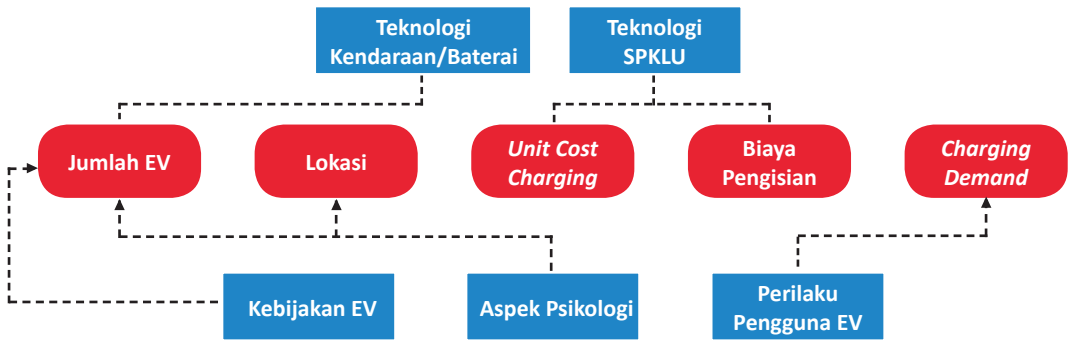 Teknologi
Kendaraan/Baterai
Teknologi
SPKLU
Jumlah EV
Lokasi
Unit Cost
Charging
Biaya
Pengisian
Charging
Demand
Kebijakan EV
Aspek Psikologi
Perilaku
Pengguna EV